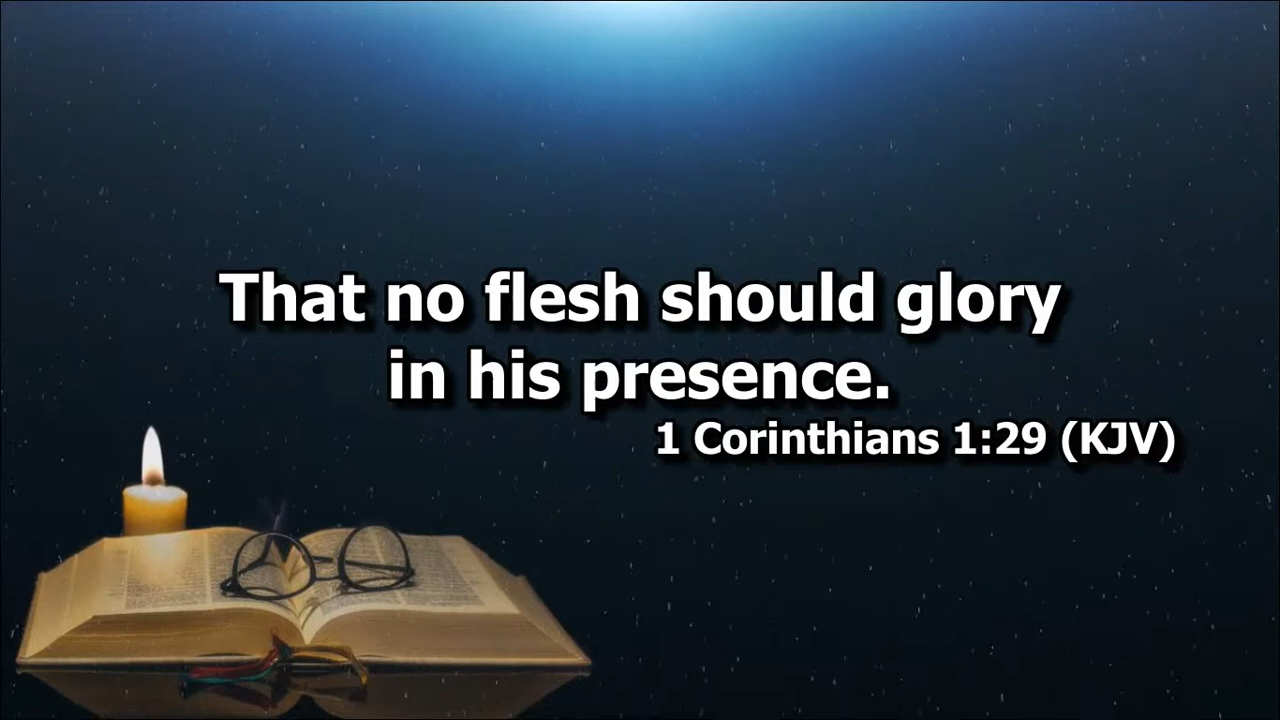 That no flesh should glory
in his presence.
1 Corinthians 1:29 (KJV)